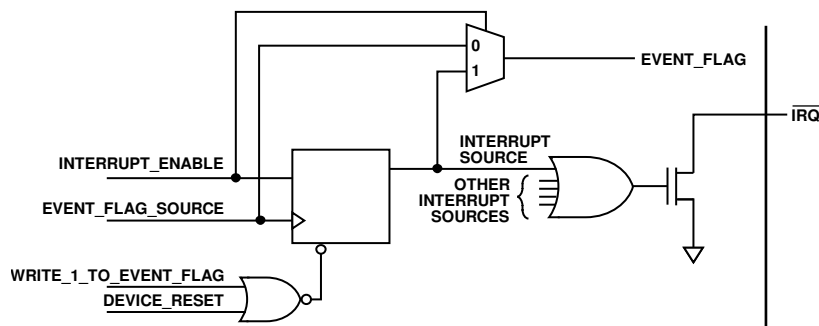 0
EVENT_FLAG
1
IRQ
INTERRUPT_ENABLE
INTERRUPT
SOURCE
OTHER
INTERRUPT
SOURCES
EVENT_FLAG_SOURCE
WRITE_1_TO_EVENT_FLAG
DEVICE_RESET